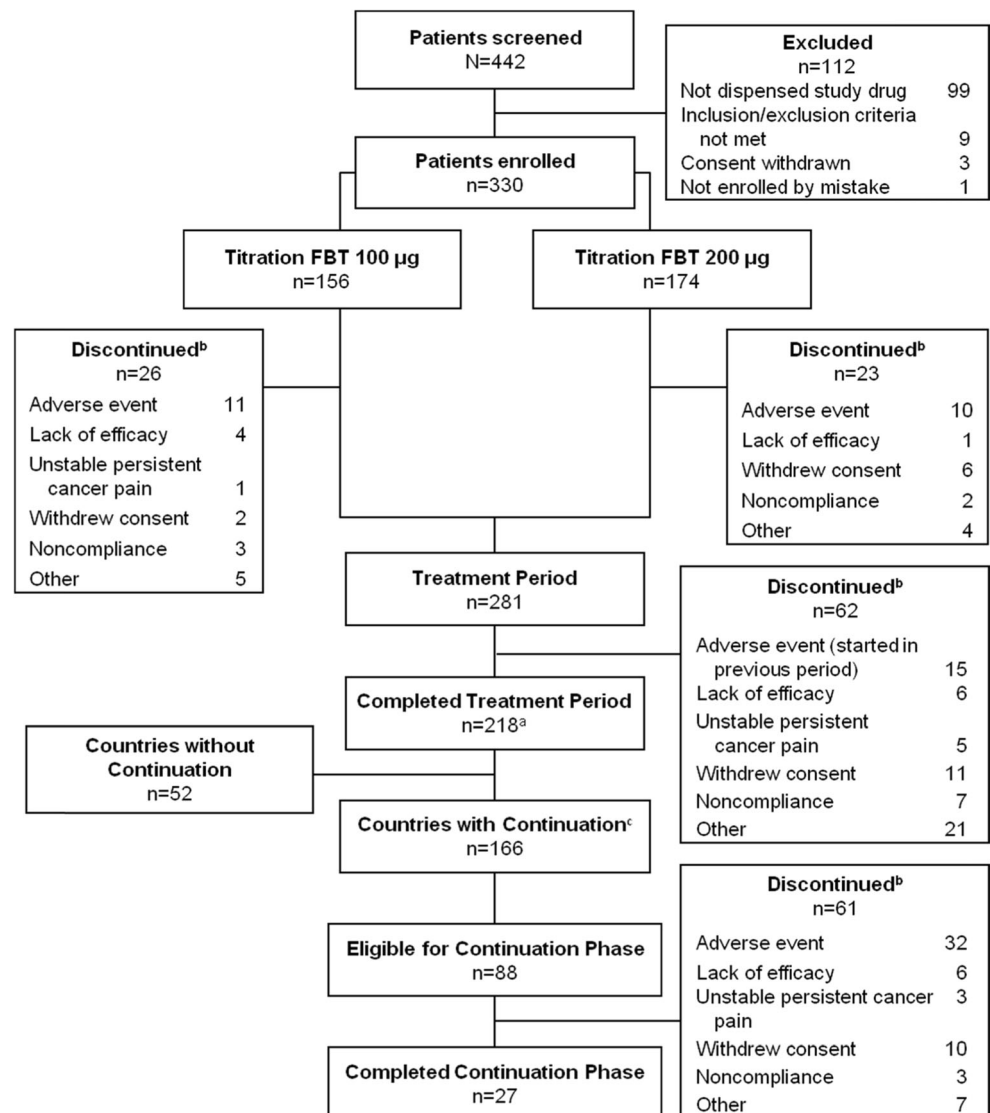 Patients screened
N=442
Excluded
n=112
Not dispensed study drug 99
Inclusion/exclusion criteria
not met 9
Consent withdrawn 3
Not enrolled by mistake 1
Patients enrolled
n=330
Titration FBT 100 µg
n=156
Titration FBT 200 µg
n=174
Discontinuedᵇ
n=26
Adverse event 11
Lack of efficacy 4
Unstable persistent
cancer pain 1
Withdrew consent 2
Noncompliance 3
Other 5
Discontinuedᵇ
n=23
Adverse event 10
Lack of efficacy 1
Withdrew consent 6
Noncompliance 2
Other 4
Treatment Period
n=281
Discontinuedᵇ
n=62
Adverse event (started in
previous period) 15
Lack of efficacy 6
Unstable persistent
cancer pain 5
Withdrew consent 11
Noncompliance 7
Other 21
Completed Treatment Period
n=218ᵃ
Countries without
Continuation
n=52
Countries with Continuationᶜ
n=166
Eligible for Continuation Phase
n=88
Discontinuedᵇ
n=61
Adverse event 32
Lack of efficacy 6
Unstable persistent cancer 3
pain
Withdrew consent 10
Noncompliance 3
Other 7
Completed Continuation Phase
n=27